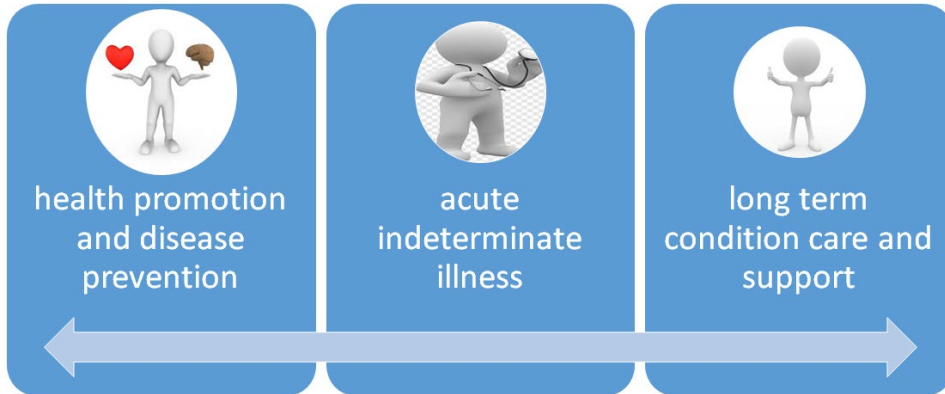 health promotion
and disease
prevention
acute
indeterminate
illness
long term
condition care and
support